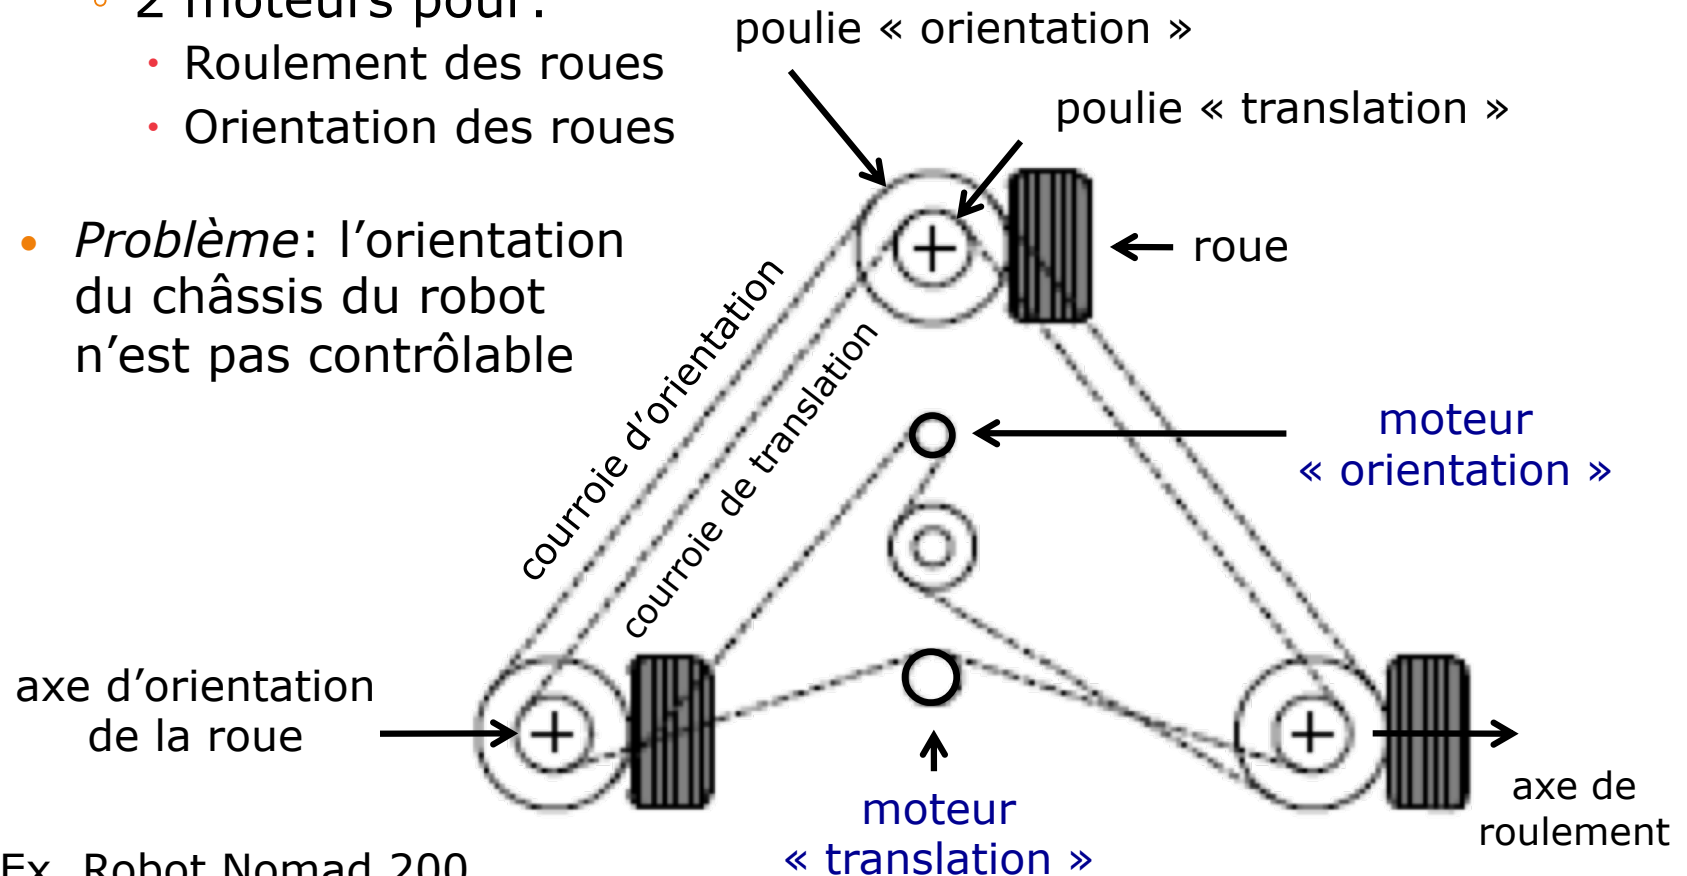 ◦ 2 moteurs pour:
• Roulement des roues
• Orientation des roues
• Problème: l’orientation
du châssis du robot
n’est pas contrôlable
poulie « orientation »
poulie « translation »
roue
courroie d’orientation
courroie de translation
moteur
« orientation »
axe d’orientation
de la roue
moteur
« translation »
axe de
roulement
Ex. Robot Nomad 200